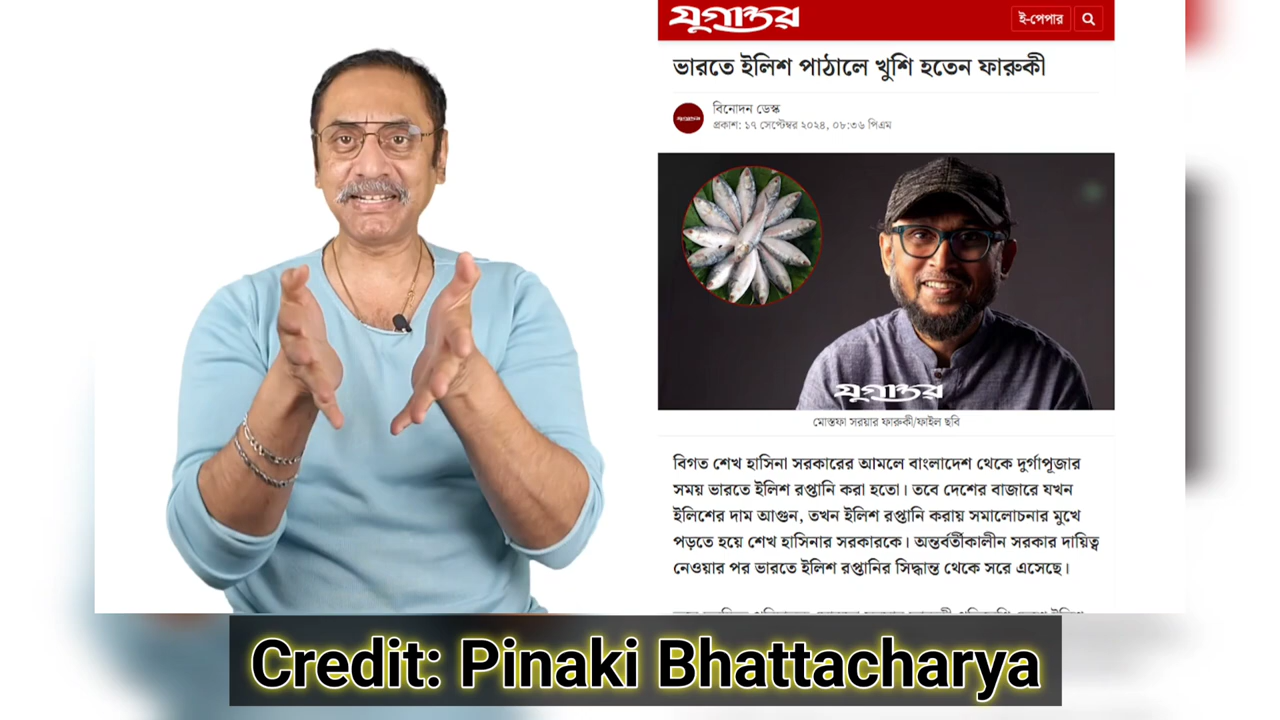 যুগান্তর
ই-পেপার
ভারতে ইলিশ পাঠালে খুশি হতেন ফারুকী
বিনোদন ডেস্ক
প্রকাশ: ১৭ সেপ্টেম্বর ২০২৪, ০৮:৩৬ পিএম
যুগান্তর
মোস্তফা সরয়ার ফারুকী/ফাইল ছবি
বিগত শেখ হাসিনা সরকারের আমলে বাংলাদেশ থেকে দুর্গাপূজার
সময় ভারতে ইলিশ রপ্তানি করা হতো। তবে দেশের বাজারে যখন
ইলিশের দাম আগুন, তখন ইলিশ রপ্তানি করায় সমালোচনার মুখে
পড়তে হয়ে শেখ হাসিনার সরকারকে। অন্তর্বর্তীকালীন সরকার দায়িত্ব
নেওয়ার পর ভারতে ইলিশ রপ্তানির সিদ্ধান্ত থেকে সরে এসেছে।
Credit: Pinaki Bhattacharya